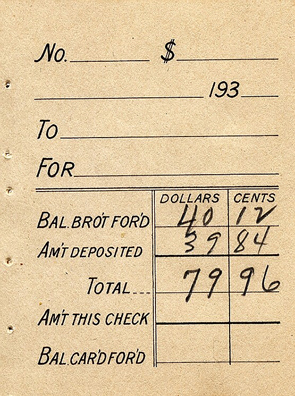 No. $
193
To
For
DOLLARS CENTS
BAL. BRO'T FOR'D 40 12
AM'T DEPOSITED 39 84
TOTAL... 79 96
AM'T THIS CHECK
BAL. CAR'D FOR'D